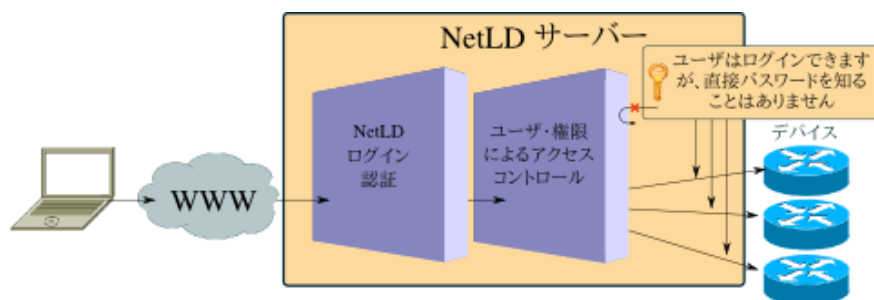 NetLD サーバー
ユーザはログインできます
が、直接パスワードを知る
ことはありません
デバイス
NetLD
ログイン
認証
ユーザ・権限
によるアクセス
コントロール
WWW